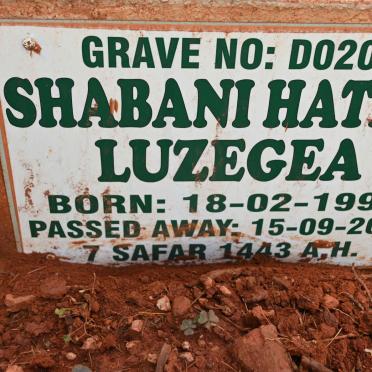 GRAVE NO: D020
SHABANI HAT
LUZEGEA
BORN: 18-02-199
PASSED AWAY: 15-09-20
7 SAFAR 1443 A,H.